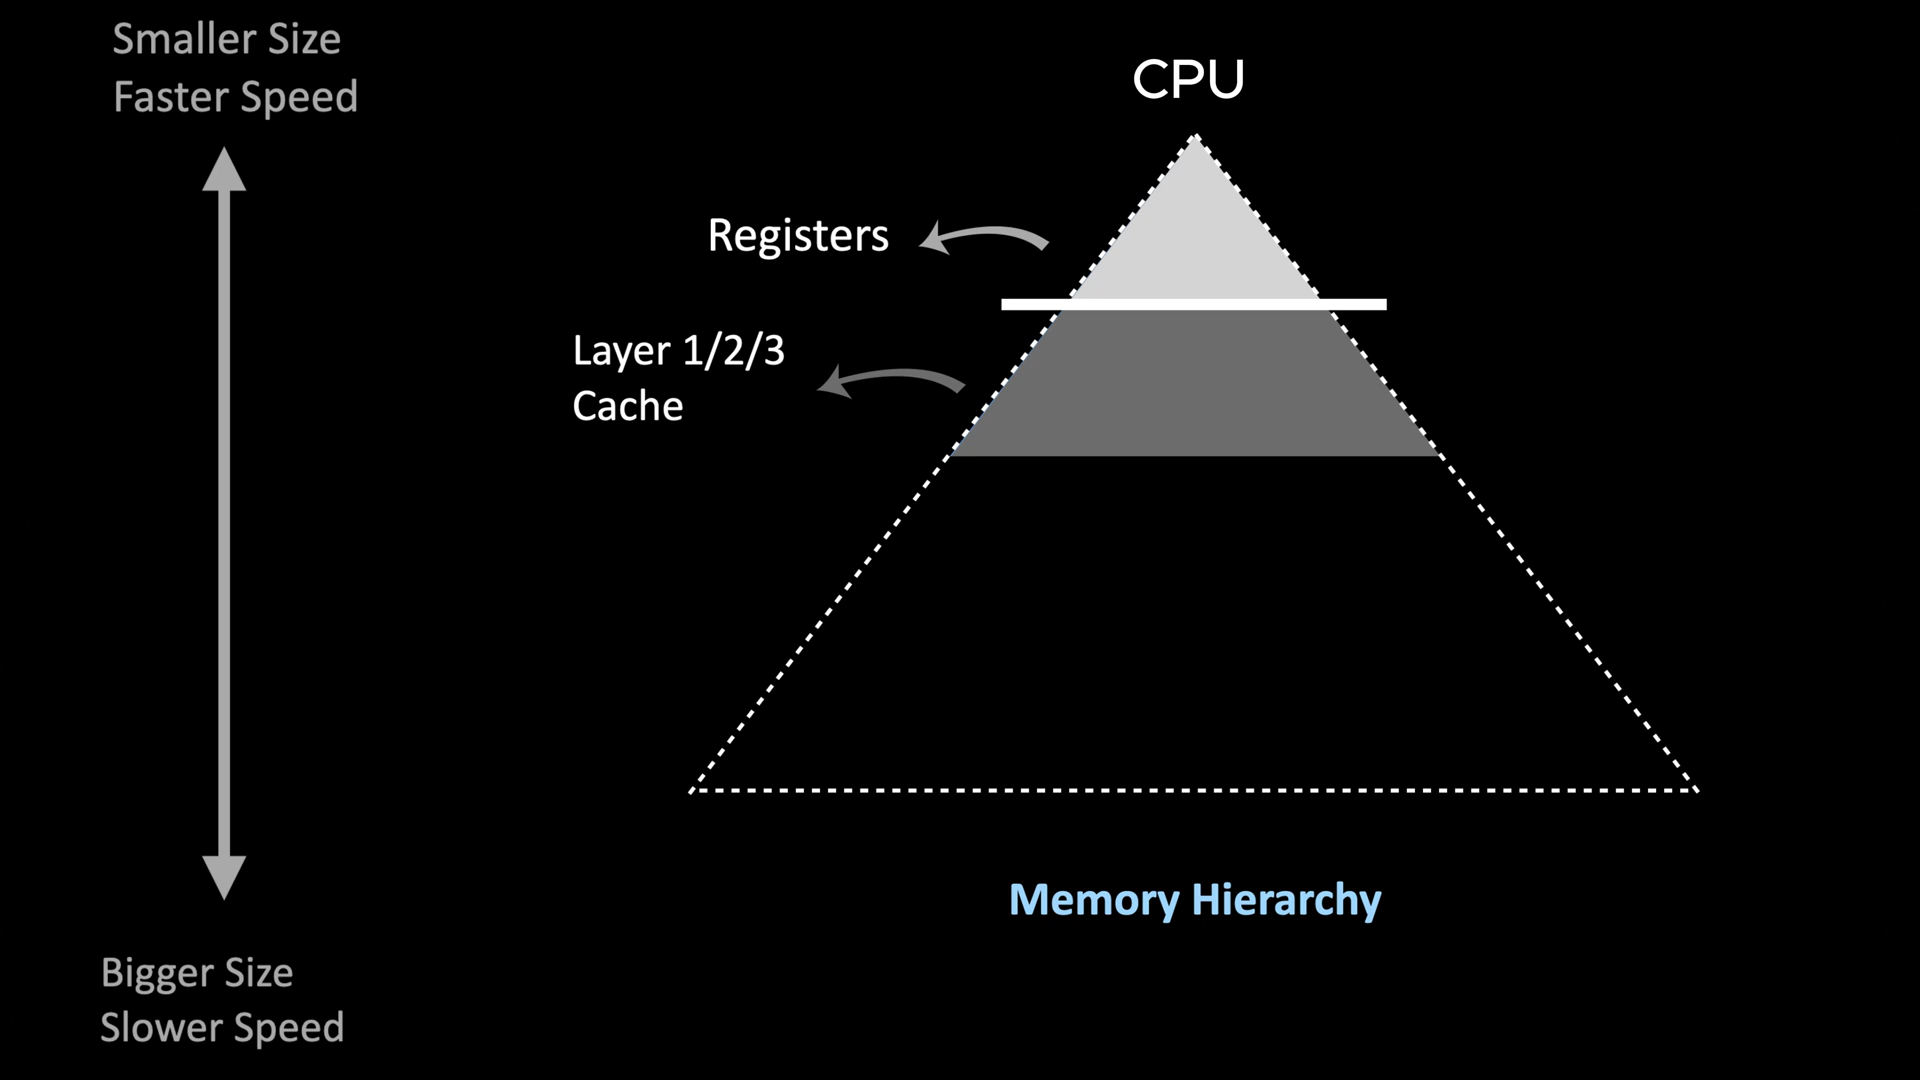 Smaller Size
Faster Speed
CPU
Registers
Layer 1/2/3
Cache
Memory Hierarchy
Bigger Size
Slower Speed